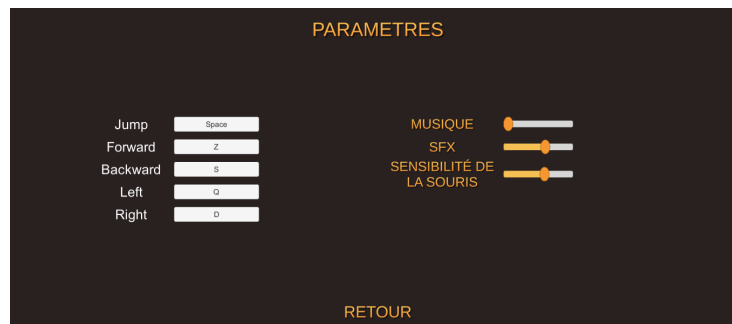 PARAMETRES
Jump Space
Forward Z
Backward S
Left Q
Right D
MUSIQUE
SFX
SENSIBILITÉ DE
LA SOURIS
RETOUR